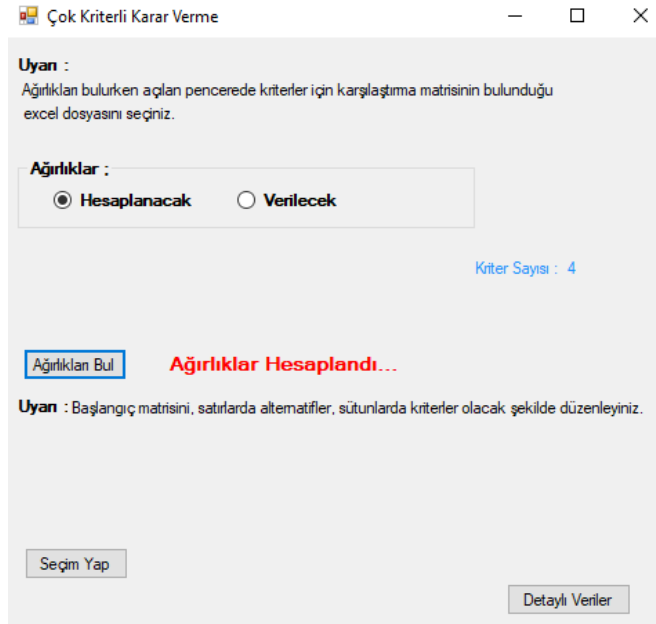 Çok Kriterli Karar Verme
Uyarı :
Ağırlıkları bulurken açılan pencerede kriterler için karşılaştırma matrisinin bulunduğu
excel dosyasını seçiniz.
Ağırlıklar :
Hesaplanacak Verilecek
Kriter Sayısı : 4
Ağırlıkları Bul Ağırlıklar Hesaplandı...
Uyarı : Başlangıç matrisini, satırlarda alternatifler, sütunlarda kriterler olacak şekilde düzenleyiniz.
Seçim Yap
Detaylı Veriler